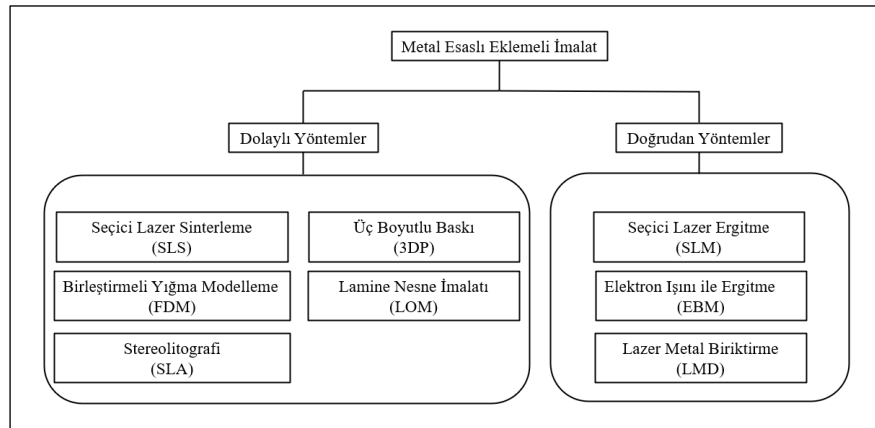 Metal Esaslı Eklemeli İmalat
Dolaylı Yöntemler
Doğrudan Yöntemler
Seçici Lazer Sinterleme
(SLS)
Üç Boyutlu Baskı
(3DP)
Birleştirmeli Yığma Modelleme
(FDM)
Lamine Nesne İmalatı
(LOM)
Stereolitografi
(SLA)
Seçici Lazer Ergitme
(SLM)
Elektron Işını ile Ergitme
(EBM)
Lazer Metal Biriktirme
(LMD)